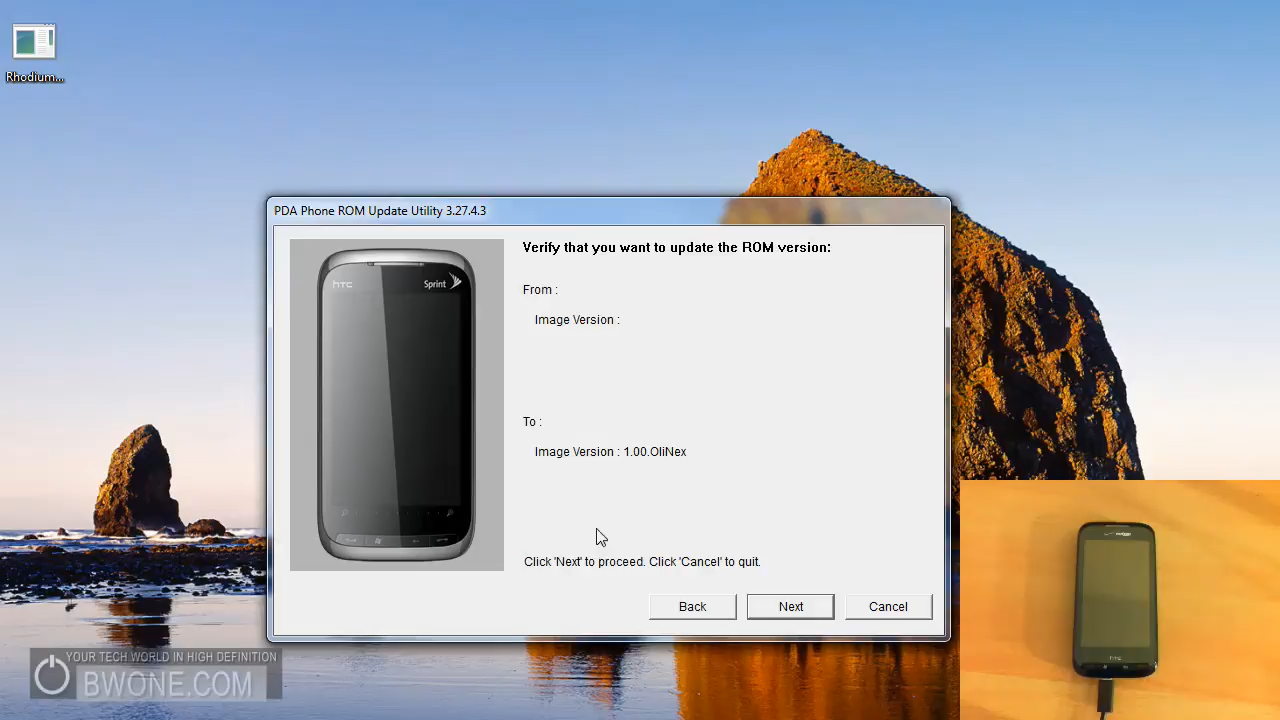 Rhodium...
PDA Phone ROM Update Utility 3.27.4.3
hTC
Sprint
Verify that you want to update the ROM version:
From :
Image Version :
To :
Image Version : 1.00.OliNex
Click 'Next' to proceed. Click 'Cancel' to quit.
Back
Next
Cancel
verizon
hTC
YOUR TECH WORLD IN HIGH DEFINITION
BWONE.COM